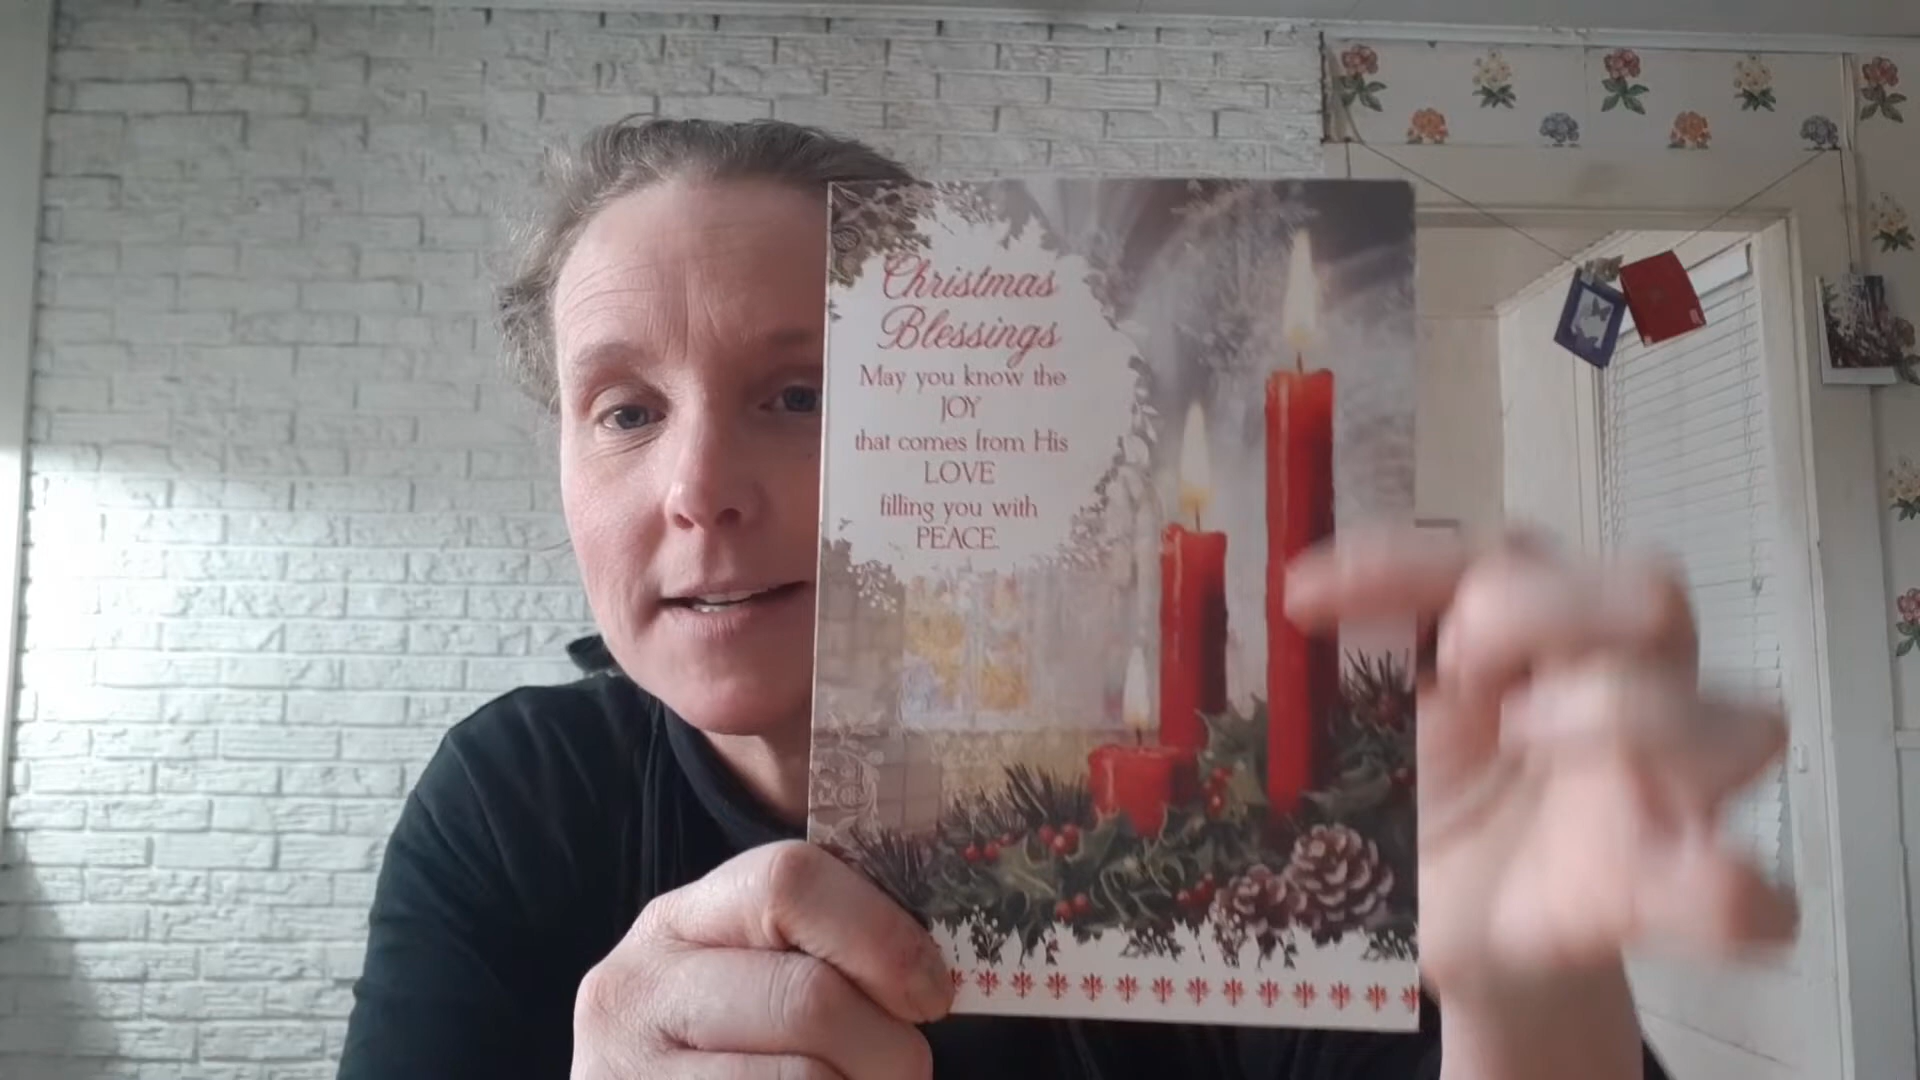 Christmas
Blessings
May you know the
JOY
that comes from His
LOVE
filling you with
PEACE.